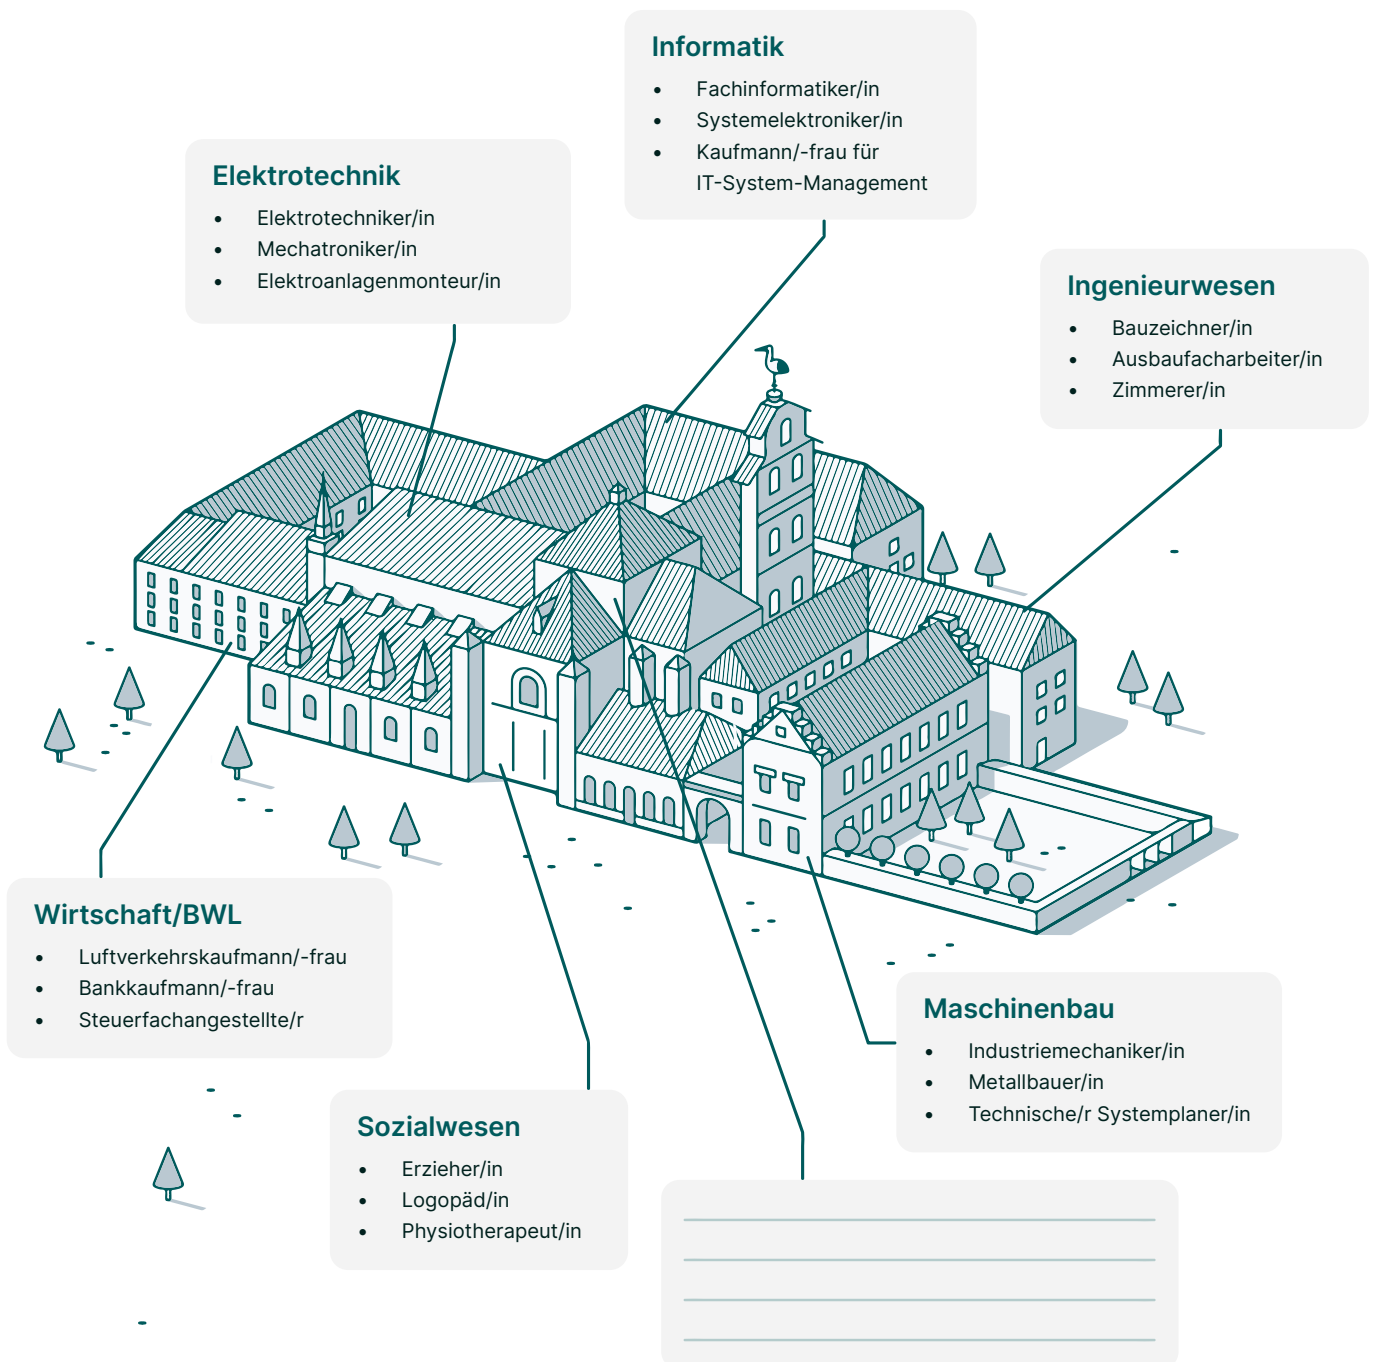 Informatik
• Fachinformatiker/in
• Systemelektroniker/in
• Kaufmann/-frau für
IT-System-Management
Elektrotechnik
• Elektrotechniker/in
• Mechatroniker/in
• Elektroanlagenmonteur/in
Ingenieurwesen
• Bauzeichner/in
• Ausbaufacharbeiter/in
• Zimmerer/in
Wirtschaft/BWL
• Luftverkehrskaufmann/-frau
• Bankkaufmann/-frau
• Steuerfachangestellte/r
Maschinenbau
• Industriemechaniker/in
• Metallbauer/in
• Technische/r Systemplaner/in
Sozialwesen
• Erzieher/in
• Logopäd/in
• Physiotherapeut/in